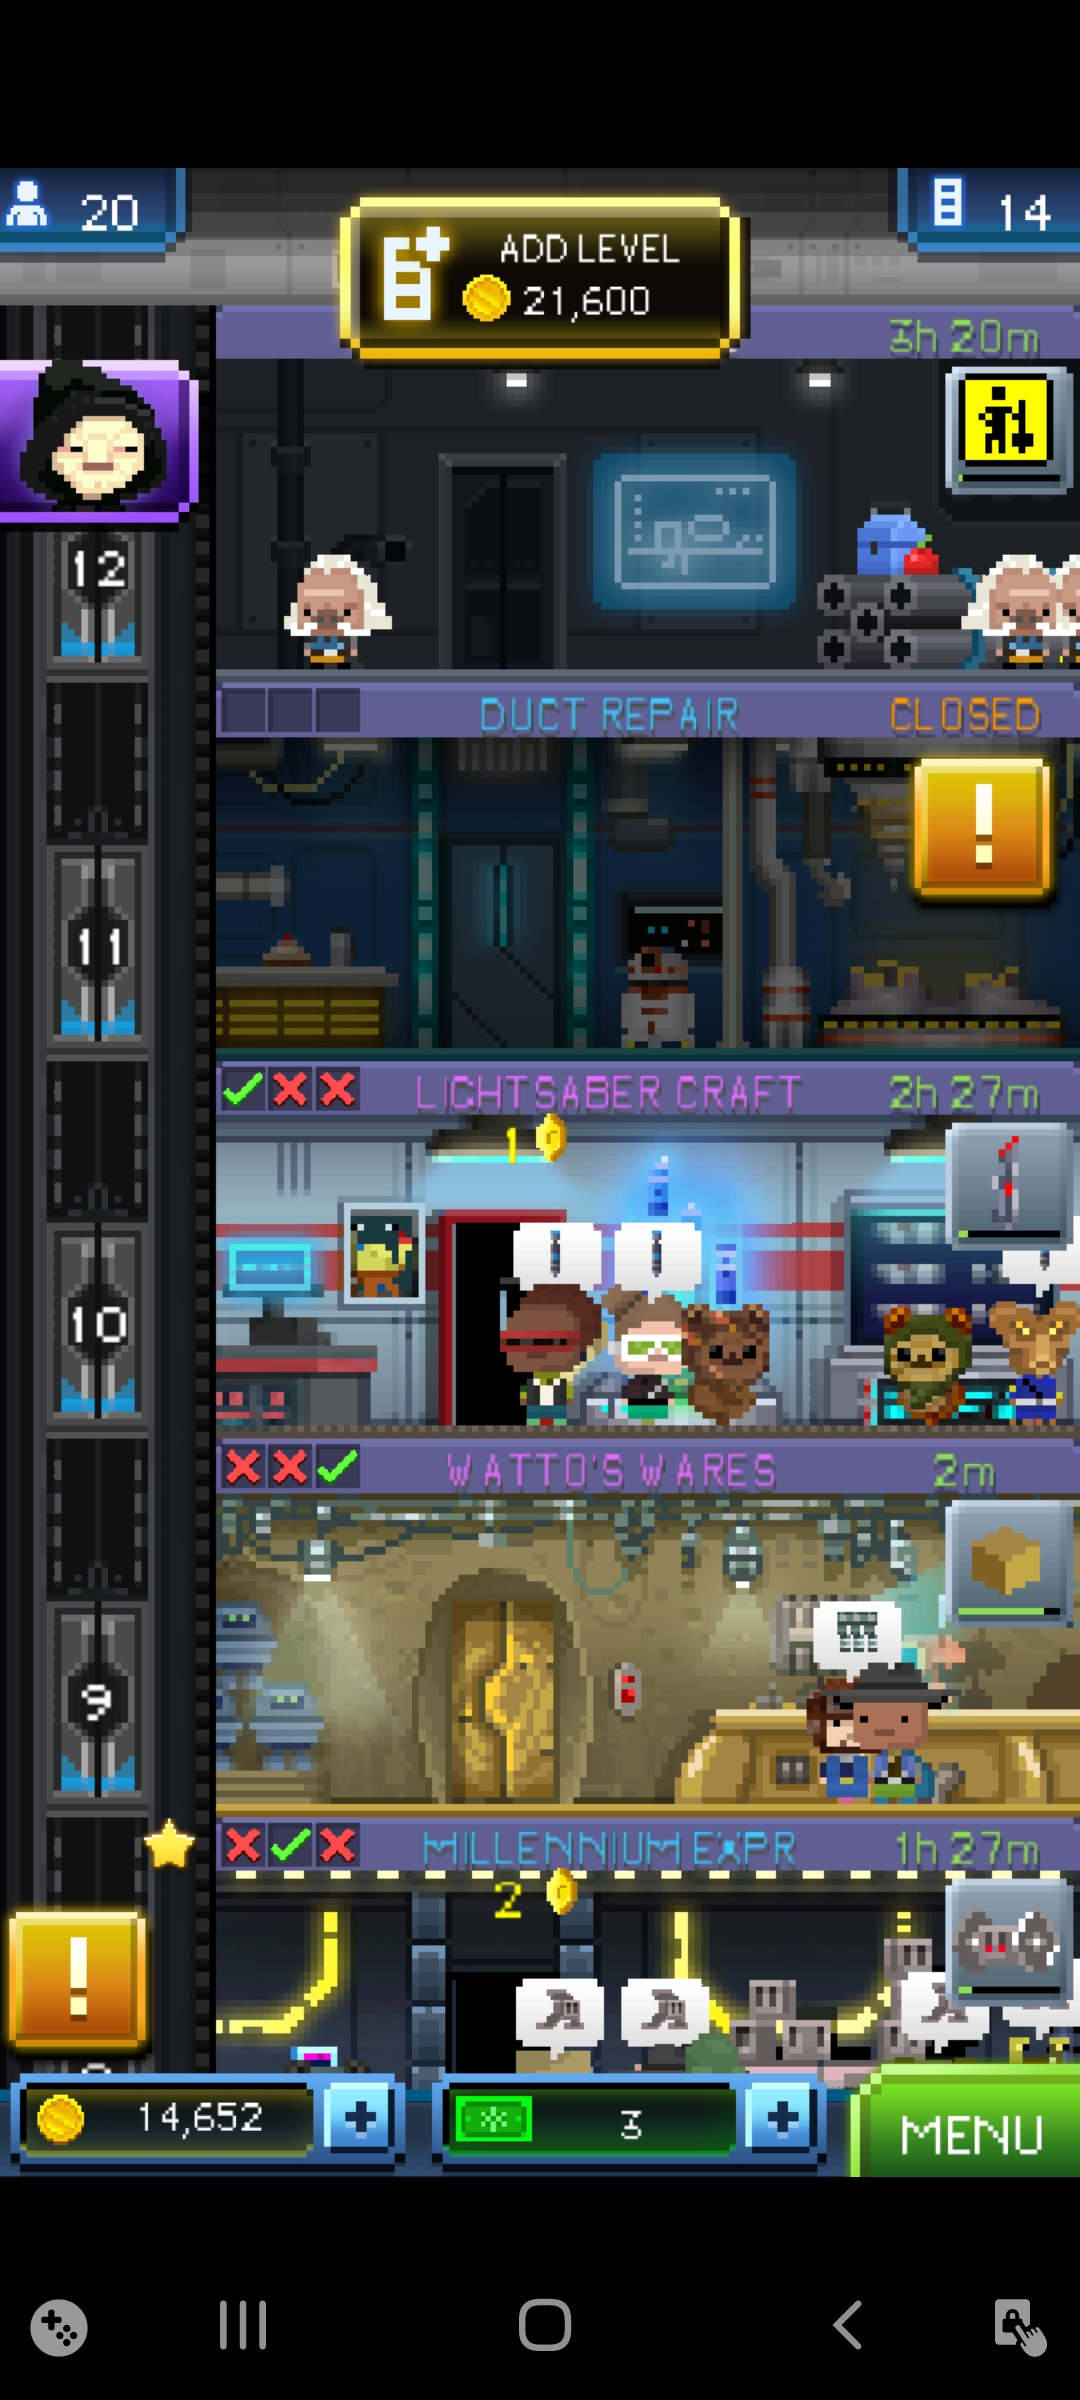 20
14
ADD LEVEL
21,600
3h 20m
12
DUCT REPAIR
CLOSED
!
11
LIGHTSABER CRAFT
2h 27m
1
10
WATTO'S WARES
2m
9
MILLENNIUM EXPR
1h 27m
2
!
14,652
3
MENU